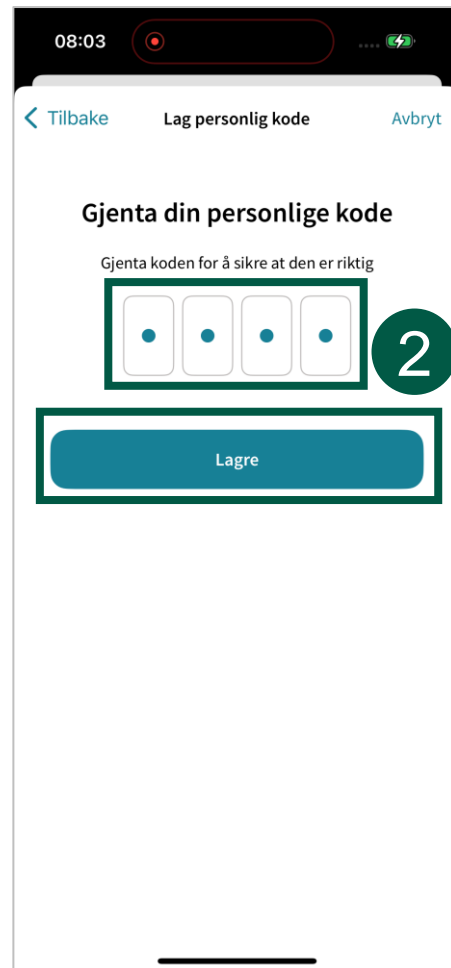 08:03
Tilbake Lag personlig kode Avbryt
Gjenta din personlige kode
Gjenta koden for å sikre at den er riktig
2
Lagre